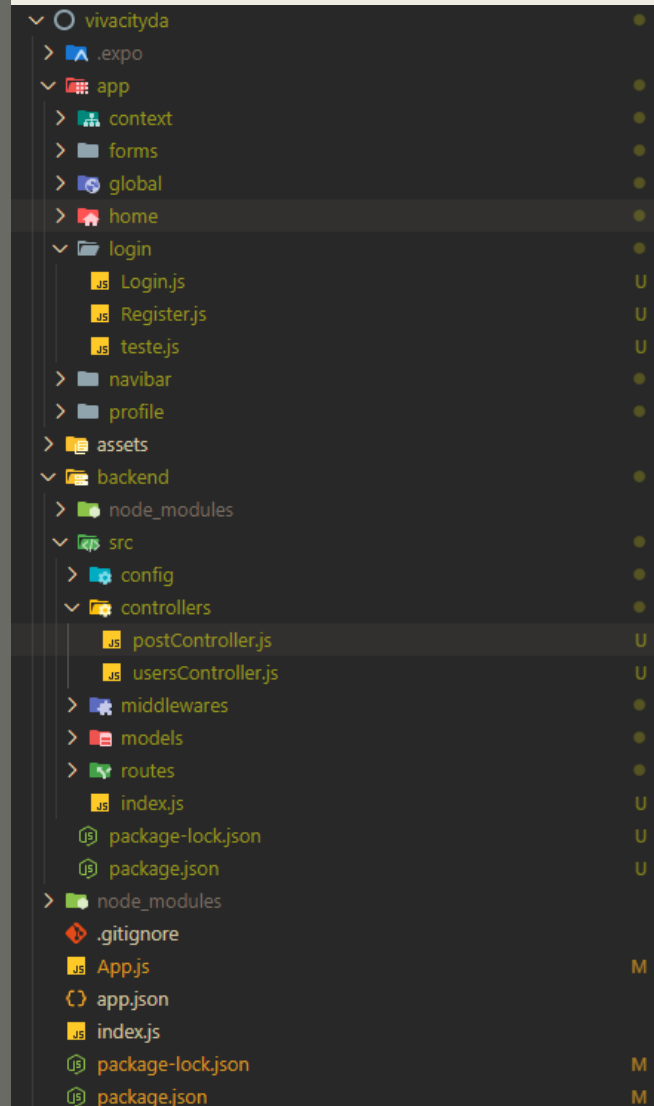 vivacityda
.expo
app
context
forms
global
home
login
JS Login.js U
JS Register.js U
JS teste.js U
navibar
profile
assets
backend
node_modules
src
config
controllers
JS postController.js U
JS usersController.js U
middlewares
models
routes
JS index.js U
package-lock.json U
package.json U
node_modules
.gitignore
JS App.js M
{} app.json
JS index.js
package-lock.json M
package.json M